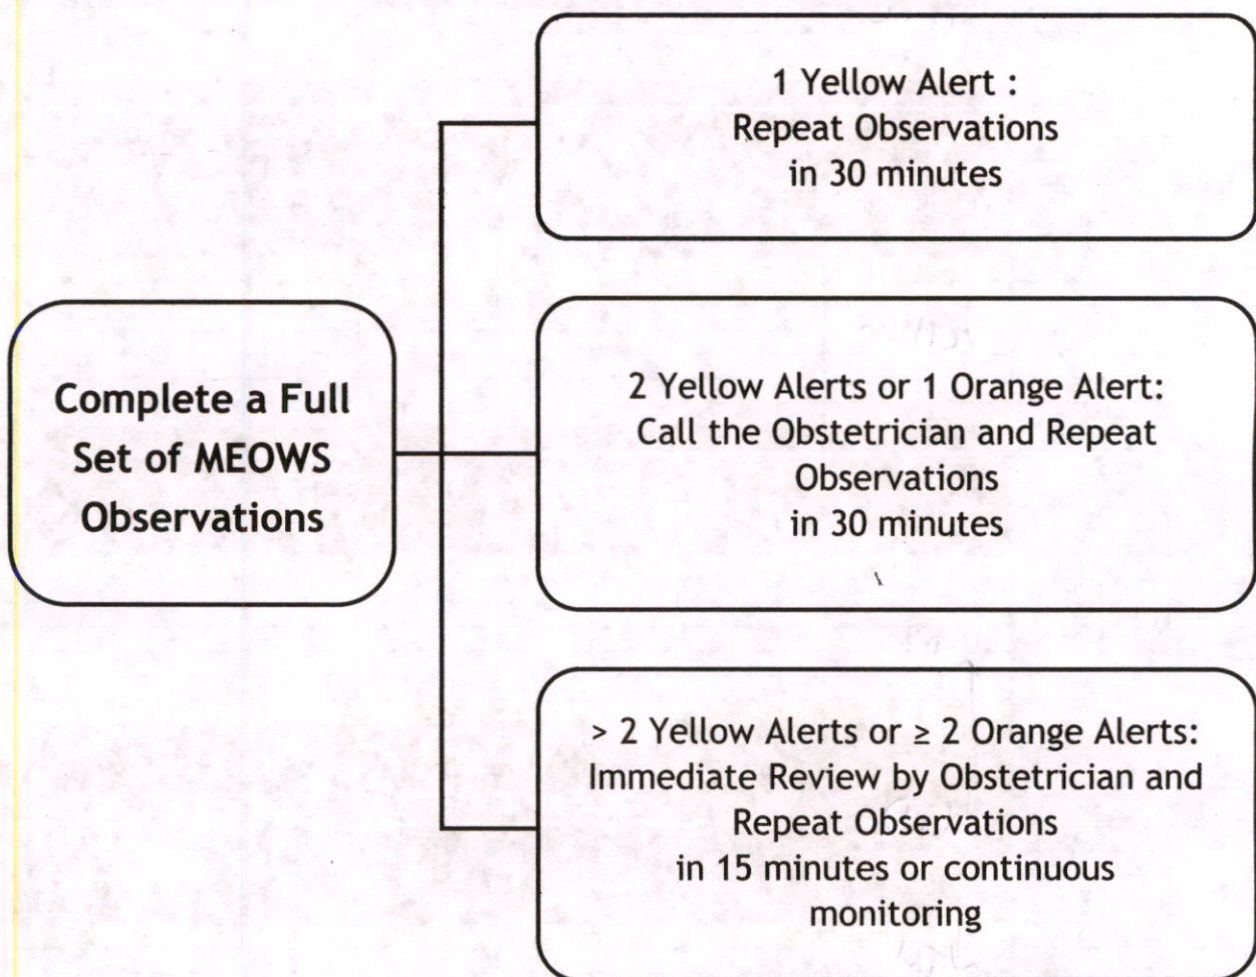 1 Yellow Alert :
Repeat Observations
in 30 minutes
Complete a Full
Set of MEOWS
Observations
2 Yellow Alerts or 1 Orange Alert:
Call the Obstetrician and Repeat
Observations
in 30 minutes
> 2 Yellow Alerts or ≥ 2 Orange Alerts:
Immediate Review by Obstetrician and
Repeat Observations
in 15 minutes or continuous
monitoring